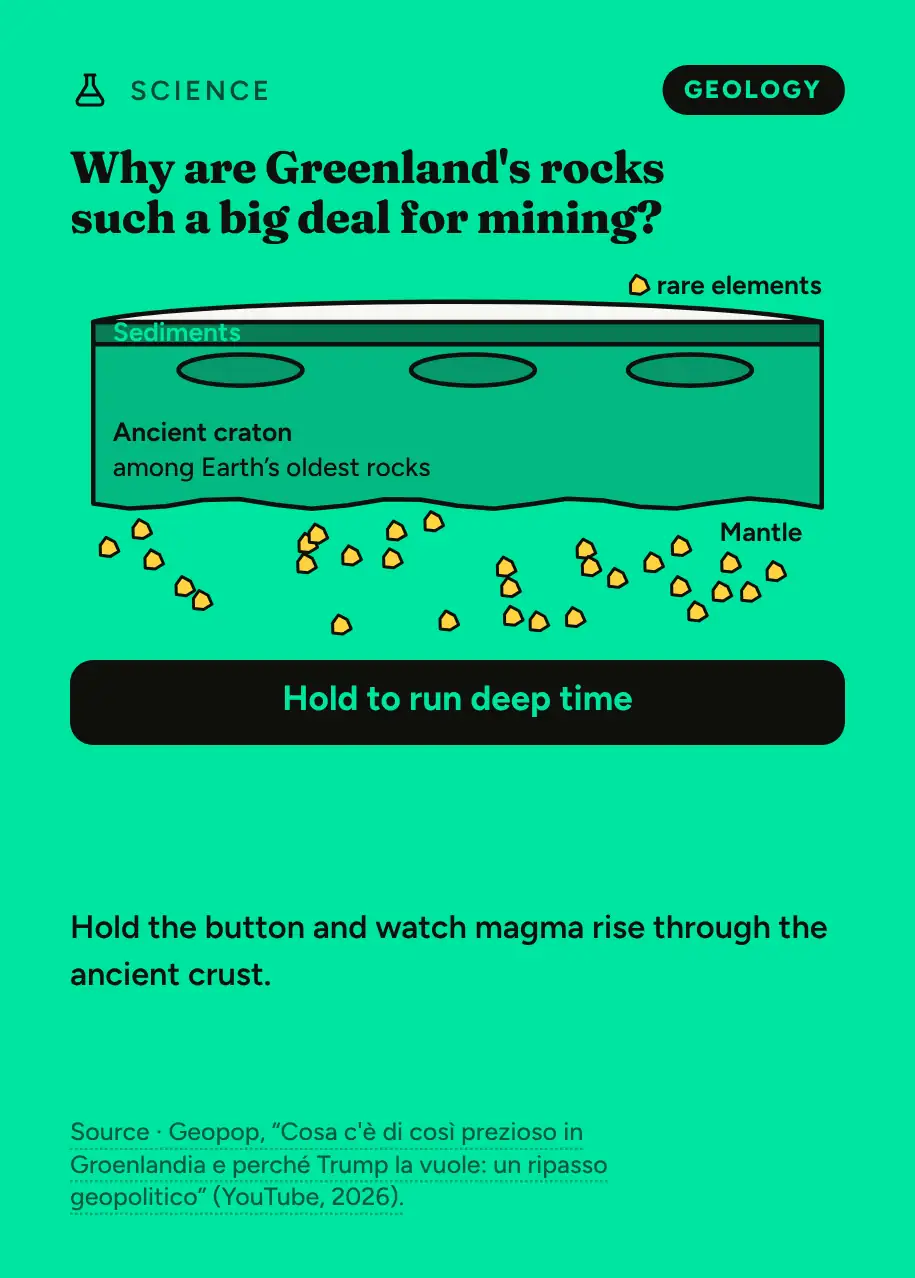 SCIENCE
GEOLOGY
Why are Greenland's rocks
such a big deal for mining?
rare elements
Sediments
Ancient craton
among Earth’s oldest rocks
Mantle
Hold to run deep time
Hold the button and watch magma rise through the
ancient crust.
Source · Geopop, “Cosa c'è di così prezioso in
Groenlandia e perché Trump la vuole: un ripasso
geopolitico” (YouTube, 2026).